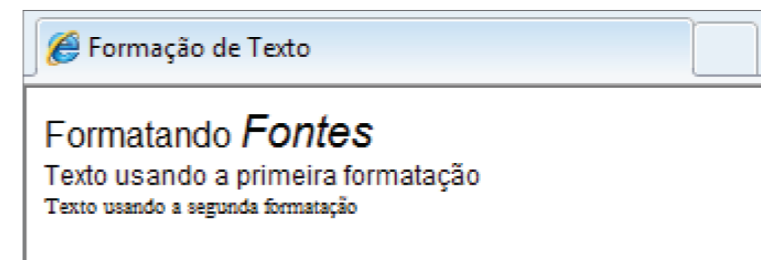 Formação de Texto
Formatando Fontes
Texto usando a primeira formatação
Texto usando a segunda formatação